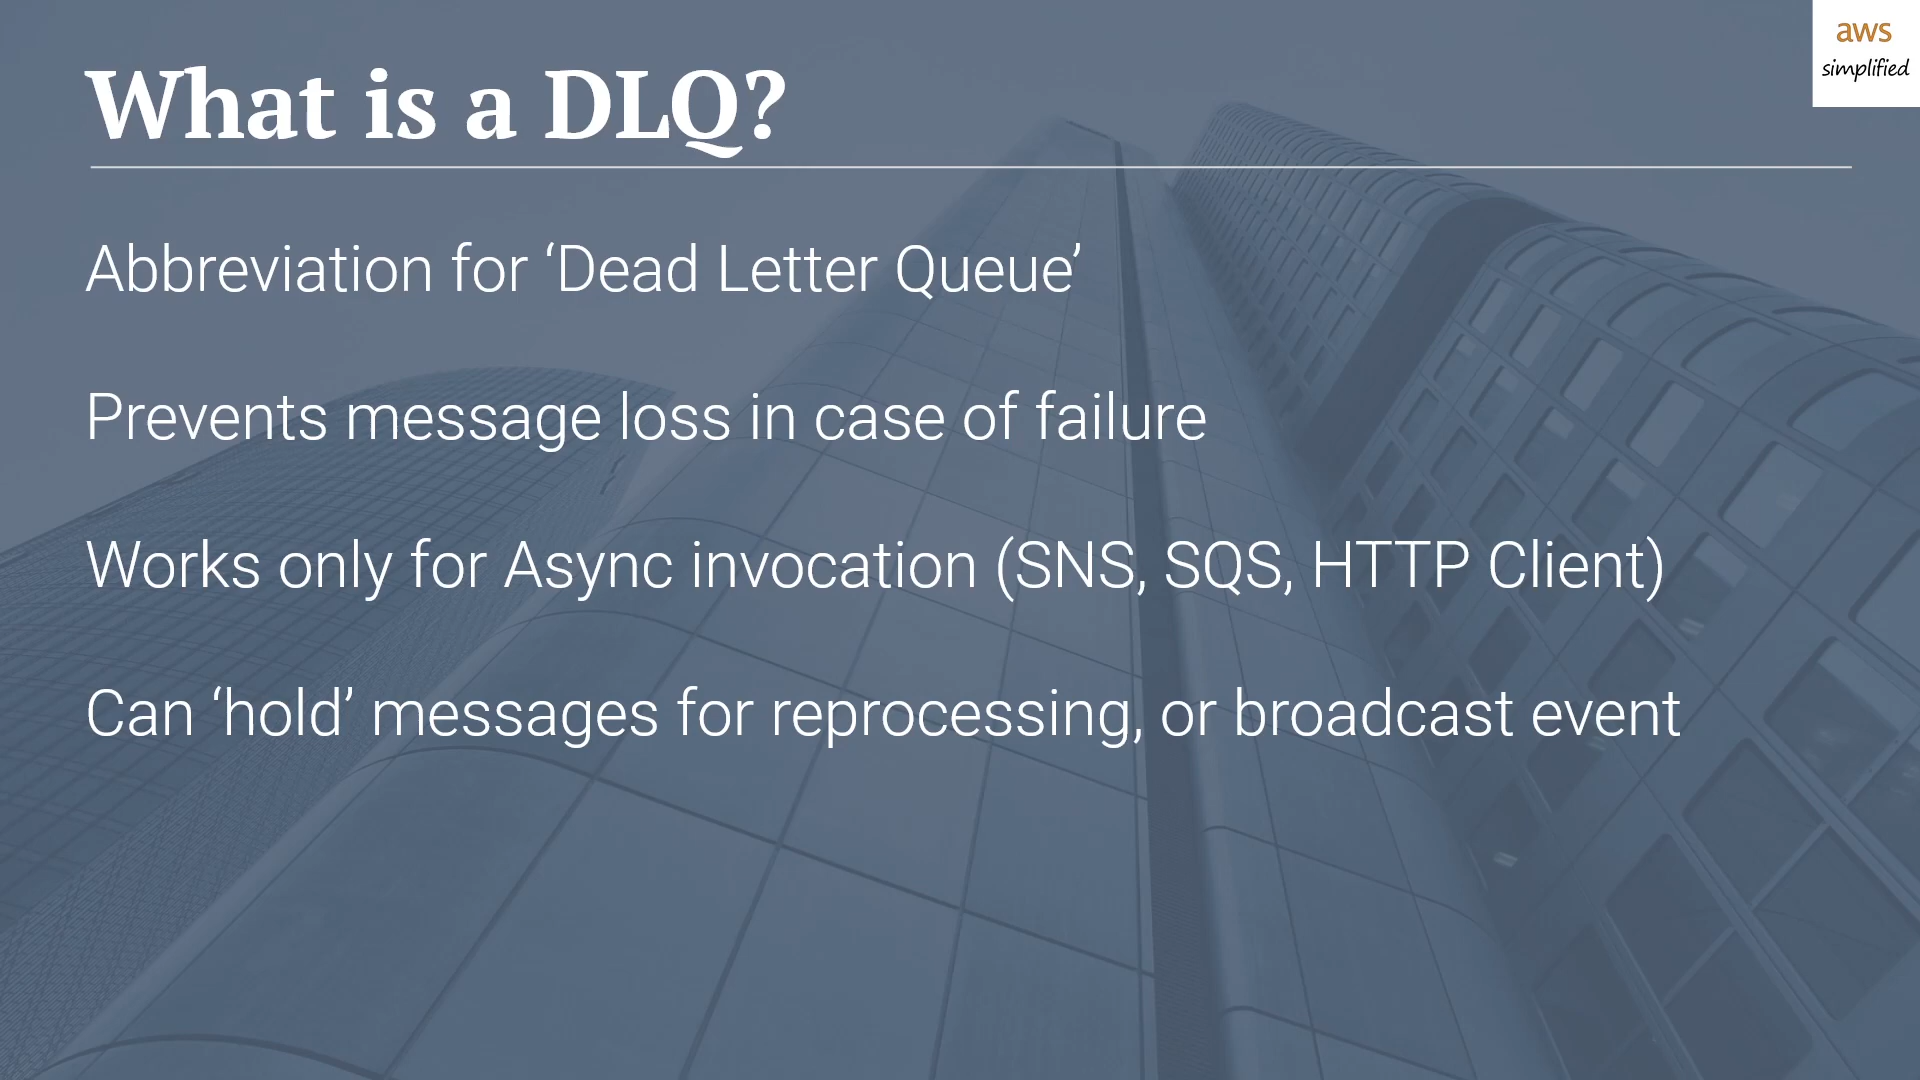 aws
simplified
What is a DLQ?
Abbreviation for ‘Dead Letter Queue’
Prevents message loss in case of failure
Works only for Async invocation (SNS, SQS, HTTP Client)
Can ‘hold’ messages for reprocessing, or broadcast event